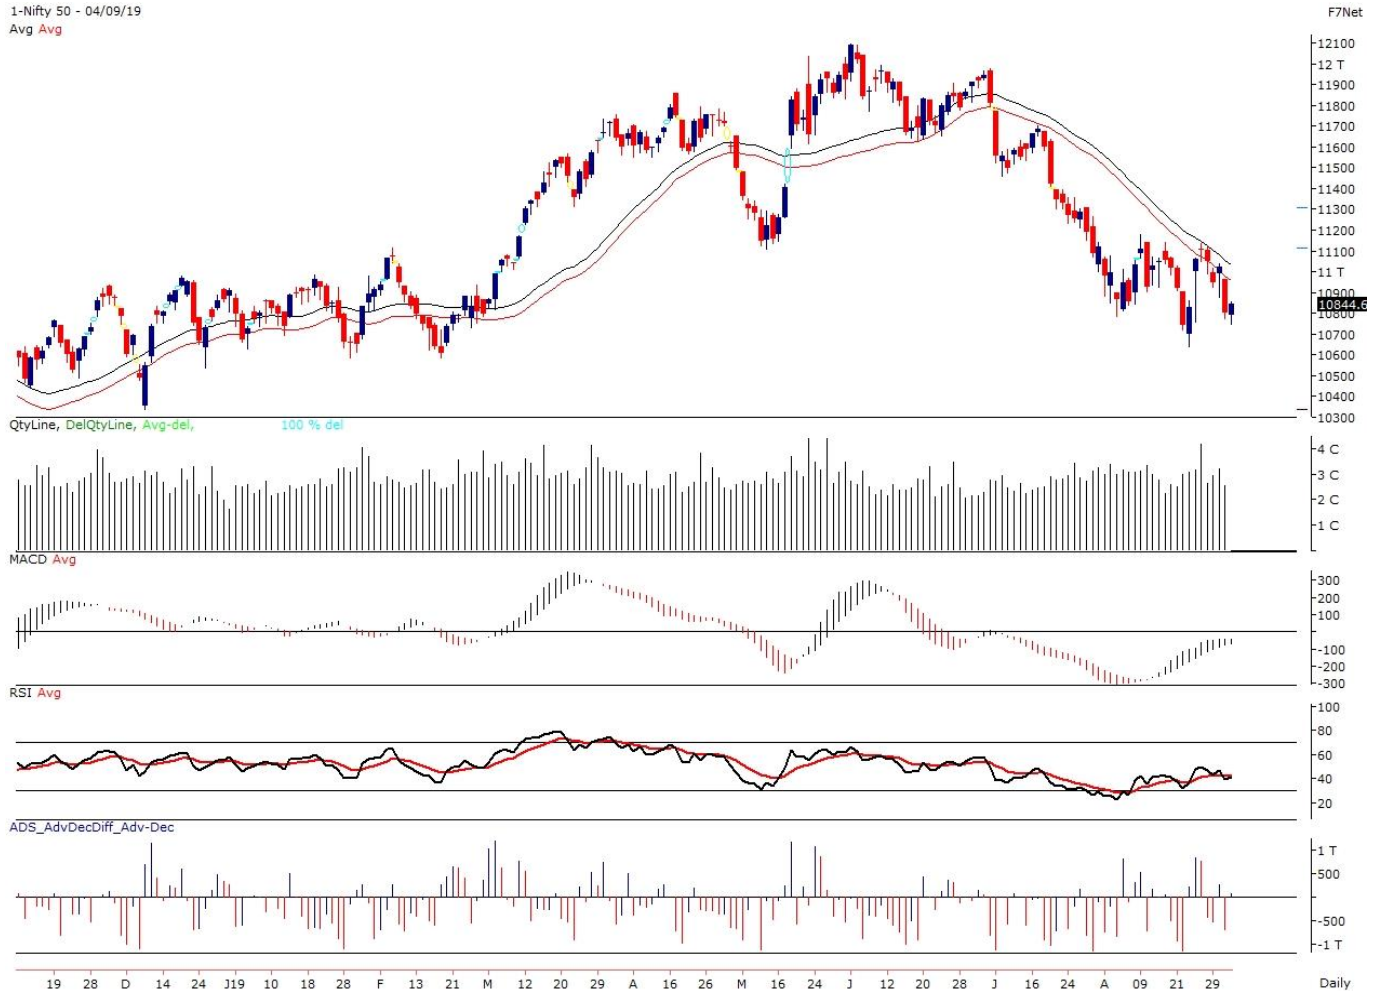 1-Nifty 50 - 04/09/19
F7Net
Avg Avg
12100
12 T
11900
11800
11700
11600
11500
11400
11300
11200
11100
11 T
10900
10844.6
10800
10700
10600
10500
10400
10300
QtyLine, DelQtyLine, Avg-del, 100 % del
4 C
3 C
2 C
1 C
MACD Avg
300
200
100
-100
-200
-300
RSI Avg
100
80
60
40
20
ADS_AdvDecDiff_Adv-Dec
1 T
500
-500
-1 T
19 28 D 14 24 J19 10 18 28 F 13 21 M 12 20 29 A 16 26 M 16 24 J 12 20 28 J 16 24 A 09 21 29 Daily